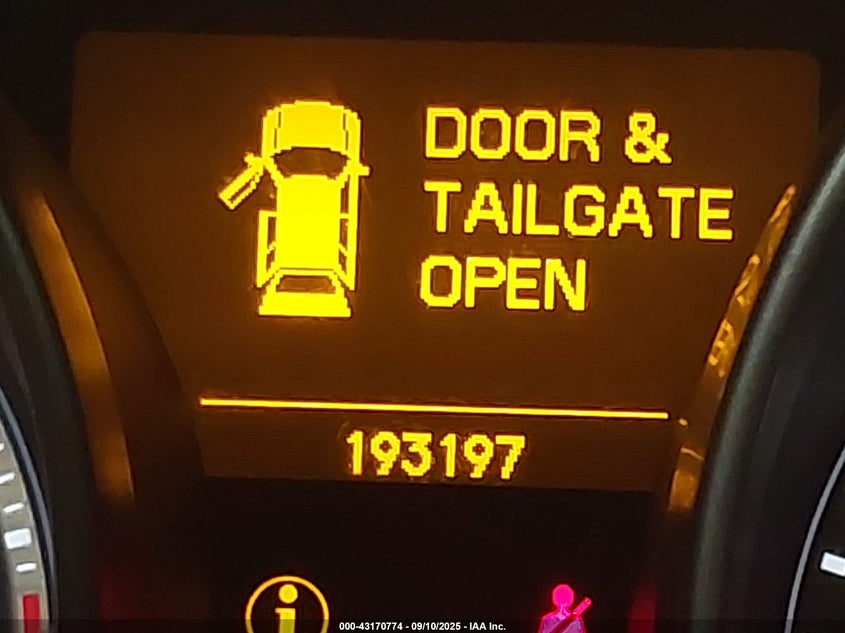 DOOR &
TAILGATE
OPEN
193197
i
000-43170774 - 09/10/2025 - IAA Inc.